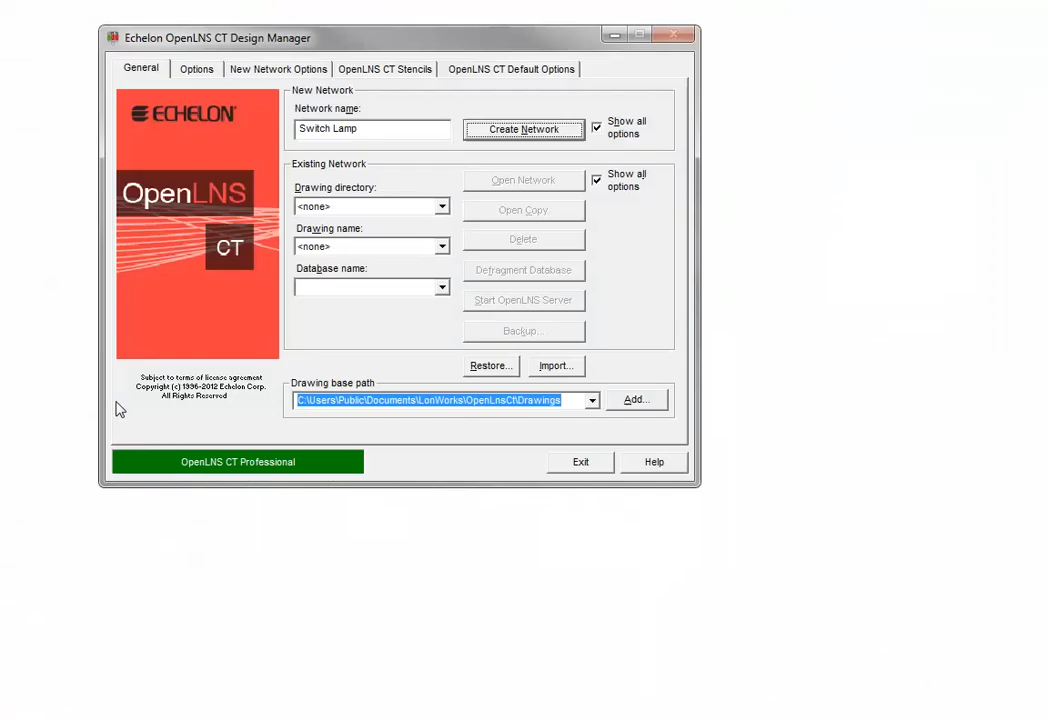 Echelon OpenLNS CT Design Manager
General
Options
New Network Options
OpenLNS CT Stencils
OpenLNS CT Default Options
ECHELON
OpenLNS
CT
Subject to terms of license agreement
Copyright (c) 1996-2012 Echelon Corp.
All Rights Reserved
New Network
Network name:
Switch Lamp
Create Network
Show all
options
Existing Network
Drawing directory:
<none>
Drawing name:
<none>
Database name:
Open Network
Show all
options
Open Copy
Delete
Defragment Database
Start OpenLNS Server
Backup...
Restore...
Import...
Drawing base path
C:\Users\Public\Documents\LonWorks\OpenLnsCt\Drawings
Add...
OpenLNS CT Professional
Exit
Help